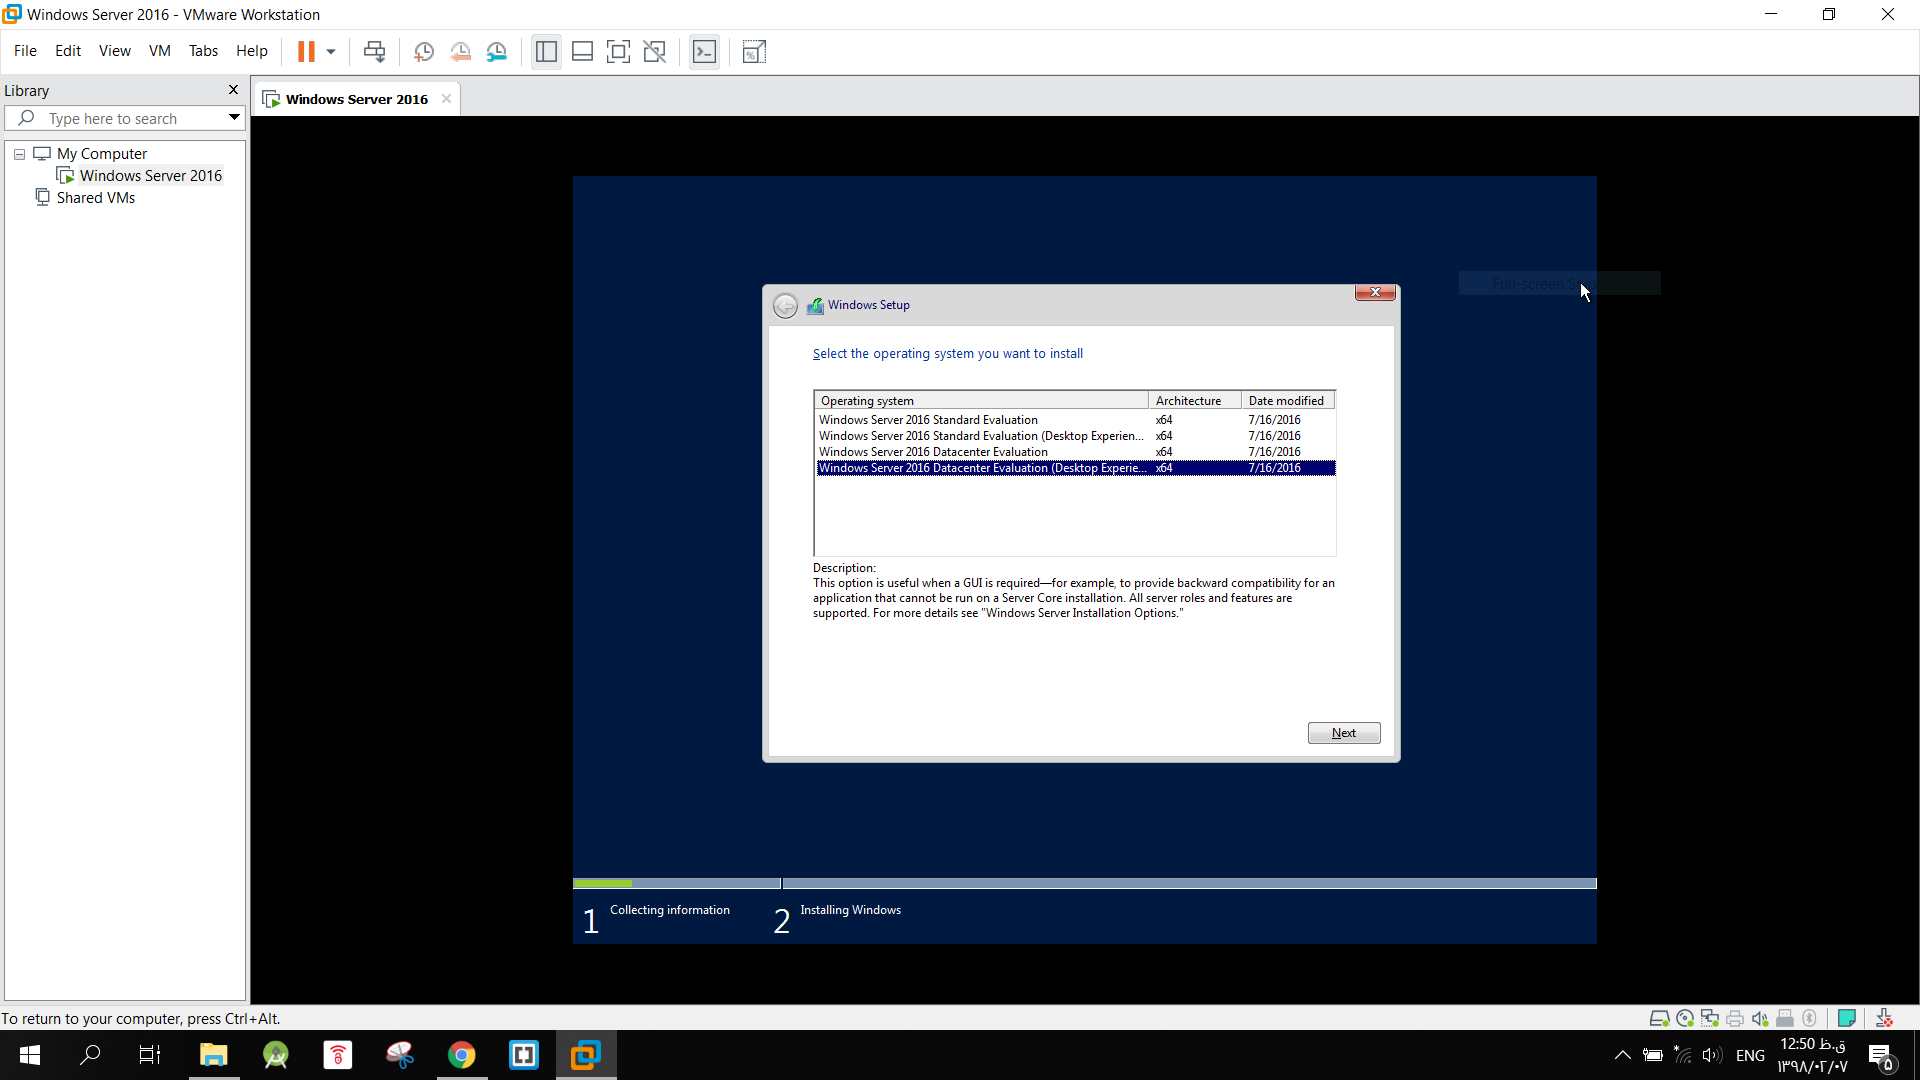 Windows Server 2016 - VMware Workstation
File Edit View VM Tabs Help
Library
Windows Server 2016
Type here to search
My Computer
Windows Server 2016
Shared VMs
Full-screen
Windows Setup
Select the operating system you want to install
Operating system Architecture Date modified
Windows Server 2016 Standard Evaluation x64 7/16/2016
Windows Server 2016 Standard Evaluation (Desktop Experien... x64 7/16/2016
Windows Server 2016 Datacenter Evaluation x64 7/16/2016
Windows Server 2016 Datacenter Evaluation (Desktop Experie... x64 7/16/2016
Description:
This option is useful when a GUI is required—for example, to provide backward compatibility for an
application that cannot be run on a Server Core installation. All server roles and features are
supported. For more details see "Windows Server Installation Options."
Next
1 Collecting information 2 Installing Windows
To return to your computer, press Ctrl+Alt.
ENG
12:50 ق.ظ
۱۳۹۸/۰۲/۰۷
۵